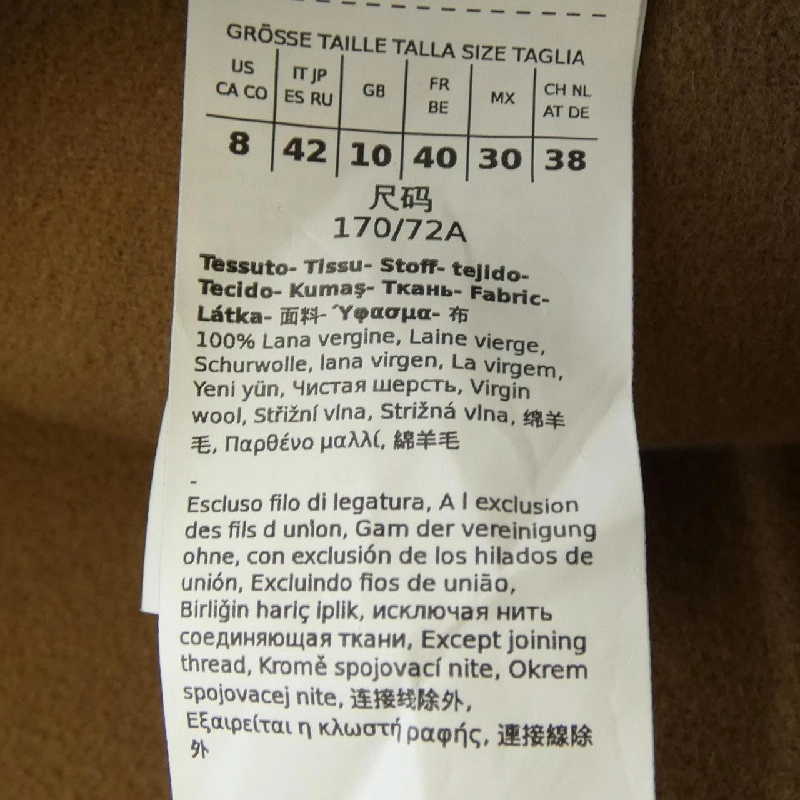 GRÖSSE TAILLE TALLA SIZE TAGLIA
US CA CO
IT JP ES RU
GB
FR BE
MX
CH NL AT DE
8 42 10 40 30 38
尺码
170/72A
Tessuto- Tissu- Stoff- tejido-
Tecido- Kumaş- Ткань- Fabric-
Látka- 面料- Ύφασμα- 布
100% Lana vergine, Laine vierge,
Schurwolle, lana virgen, La virgem,
Yeni yün, Чистая шерсть, Virgin
wool, Střižní vlna, Strižná vlna, 绵羊
毛, Παρθένο μαλλί, 綿羊毛
-
Escluso filo di legatura, A l exclusion
des fils d union, Garn der vereinigung
ohne, con exclusión de los hilados de
unión, Excluindo fios de união,
Birliğin hariç iplik, исключая нить
соединяющая ткани, Except joining
thread, Kromě spojovací nite, Okrem
spojovacej nite, 连接线除外,
Εξαιρείται η κλωστή ραφής, 連接線除
外